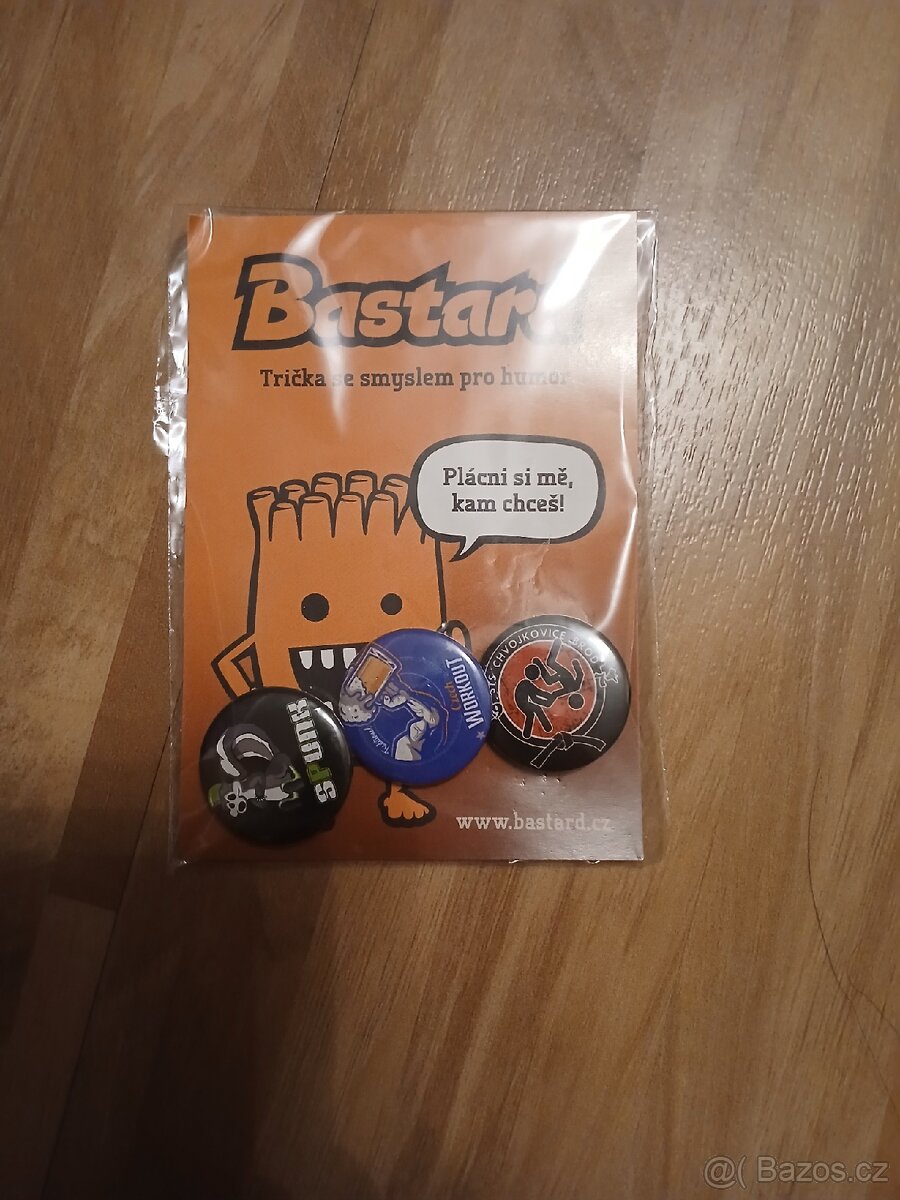 Bastard
Trička se smyslem pro humor
Plácni si mě,
kam chceš!
SPUNK
Czech
WORKOUT
CHVOJKOVICE BROD
www.bastard.cz
@( Bazos.cz